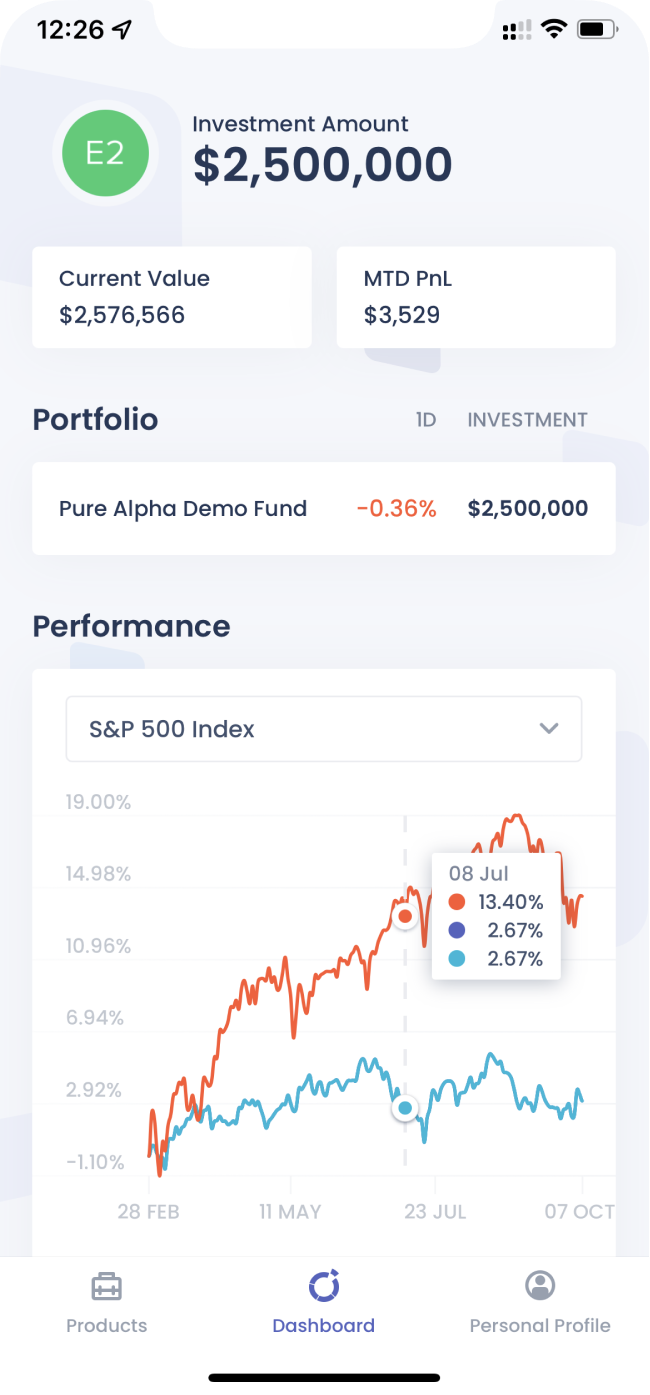 12:26
E2
Investment Amount
$2,500,000
Current Value
$2,576,566
MTD PnL
$3,529
Portfolio 1D INVESTMENT
Pure Alpha Demo Fund -0.36% $2,500,000
Performance
S&P 500 Index
19.00%
14.98%
10.96%
6.94%
2.92%
-1.10%
08 Jul
13.40%
2.67%
2.67%
28 FEB 11 MAY 23 JUL 07 OCT
Products Dashboard Personal Profile